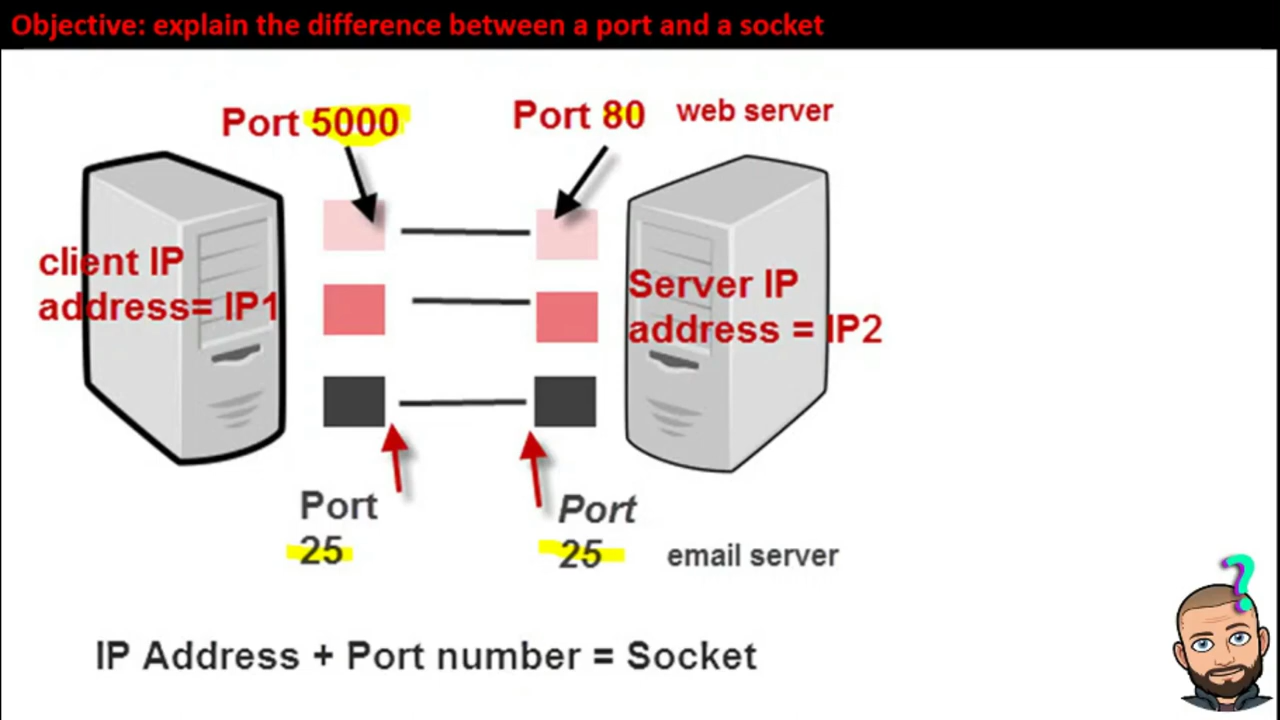 Objective: explain the difference between a port and a socket
Port 5000
Port 80 web server
client IP
address= IP1
Server IP
address = IP2
Port
25
Port
25 email server
IP Address + Port number = Socket
?